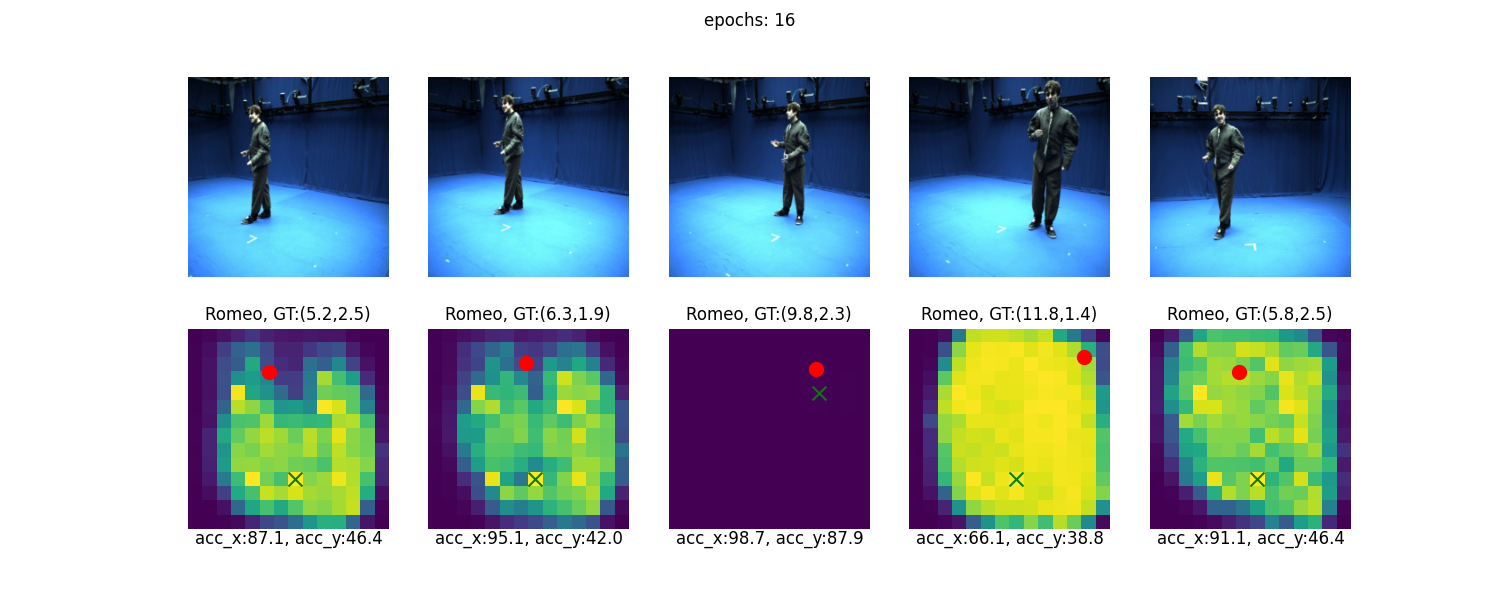 epochs: 16
Romeo, GT:(5.2,2.5)
Romeo, GT:(6.3,1.9)
Romeo, GT:(9.8,2.3)
Romeo, GT:(11.8,1.4)
Romeo, GT:(5.8,2.5)
acc_x:87.1, acc_y:46.4
acc_x:95.1, acc_y:42.0
acc_x:98.7, acc_y:87.9
acc_x:66.1, acc_y:38.8
acc_x:91.1, acc_y:46.4